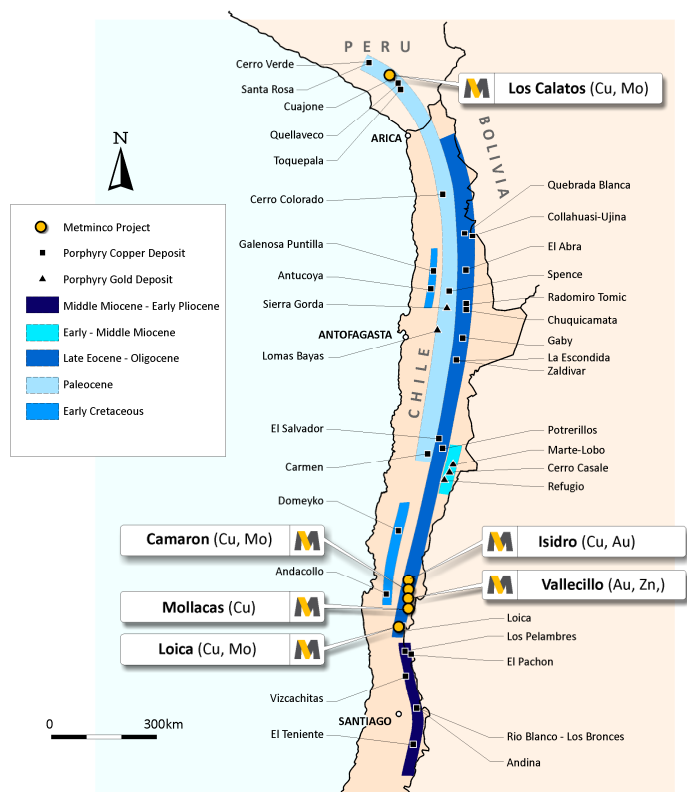 PERU
Cerro Verde
Santa Rosa
Cuajone
Quellaveco
Toquepala
ARICA
Los Calatos (Cu, Mo)
BOLIVIA
N
Cerro Colorado
Galenosa Puntilla
Antucoya
Sierra Gorda
ANTOFAGASTA
Lomas Bayas
CHILE
Quebrada Blanca
Collahuasi-Ujina
El Abra
Spence
Radomiro Tomic
Chuquicamata
Gaby
La Escondida
Zaldivar
Metminco Project
Porphyry Copper Deposit
Porphyry Gold Deposit
Middle Miocene - Early Pliocene
Early - Middle Miocene
Late Eocene - Oligocene
Paleocene
Early Cretaceous
El Salvador
Carmen
Domeyko
Potrerillos
Marte-Lobo
Cerro Casale
Refugio
Camaron (Cu, Mo)
Isidro (Cu, Au)
Andacollo
Vallecillo (Au, Zn,)
Mollacas (Cu)
Loica (Cu, Mo)
Loica
Los Pelambres
El Pachon
Vizcachitas
SANTIAGO
El Teniente
Rio Blanco - Los Bronces
Andina
0 300km